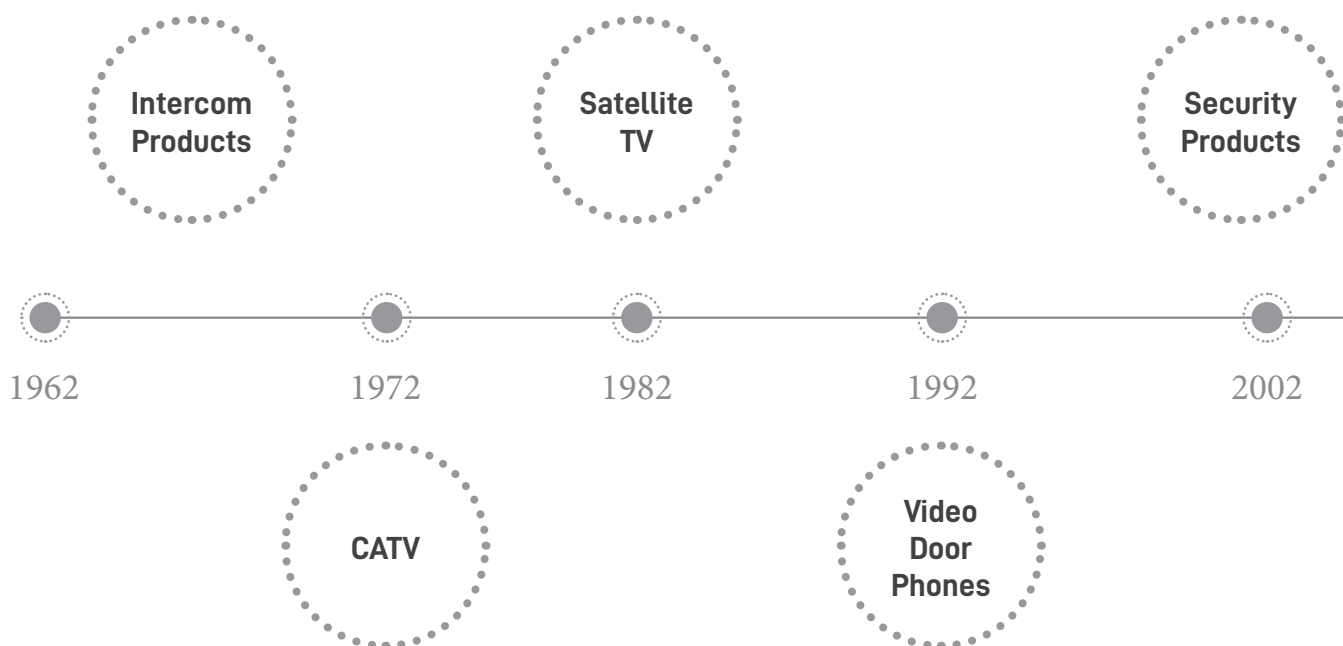 Intercom
Products
Satellite
TV
Security
Products
1962
1972
1982
1992
2002
CATV
Video
Door
Phones